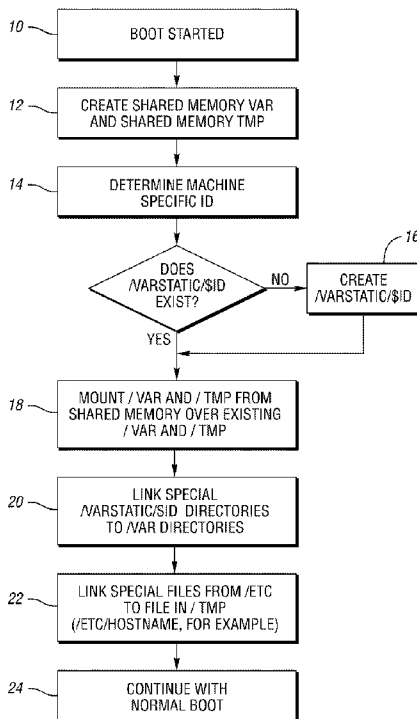 10
BOOT STARTED
12
CREATE SHARED MEMORY VAR
AND SHARED MEMORY TMP
14
DETERMINE MACHINE
SPECIFIC ID
DOES
/VARSTATIC/$ID
EXIST?
NO
YES
16
CREATE
/VARSTATIC/$ID
18
MOUNT / VAR AND / TMP FROM
SHARED MEMORY OVER EXISTING
/ VAR AND / TMP
20
LINK SPECIAL
/VARSTATIC/$ID DIRECTORIES
TO /VAR DIRECTORIES
22
LINK SPECIAL FILES FROM /ETC
TO FILE IN / TMP
(/ETC/HOSTNAME, FOR EXAMPLE)
24
CONTINUE WITH
NORMAL BOOT